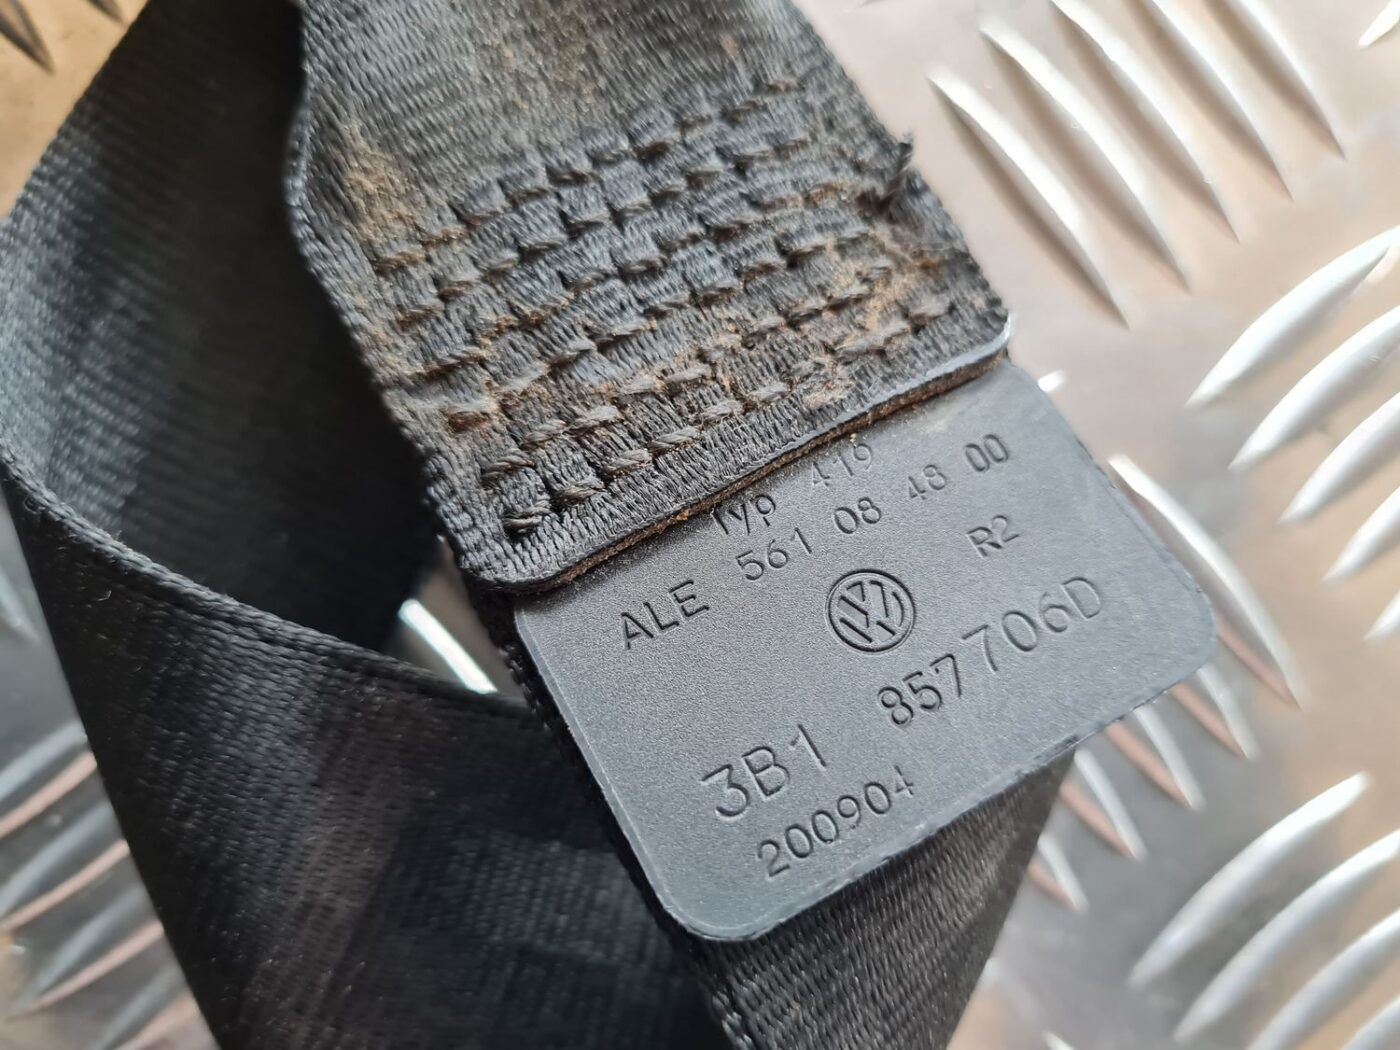 Typ 419
ALE 561 08 48 00
R2
3B1 857706D
200904